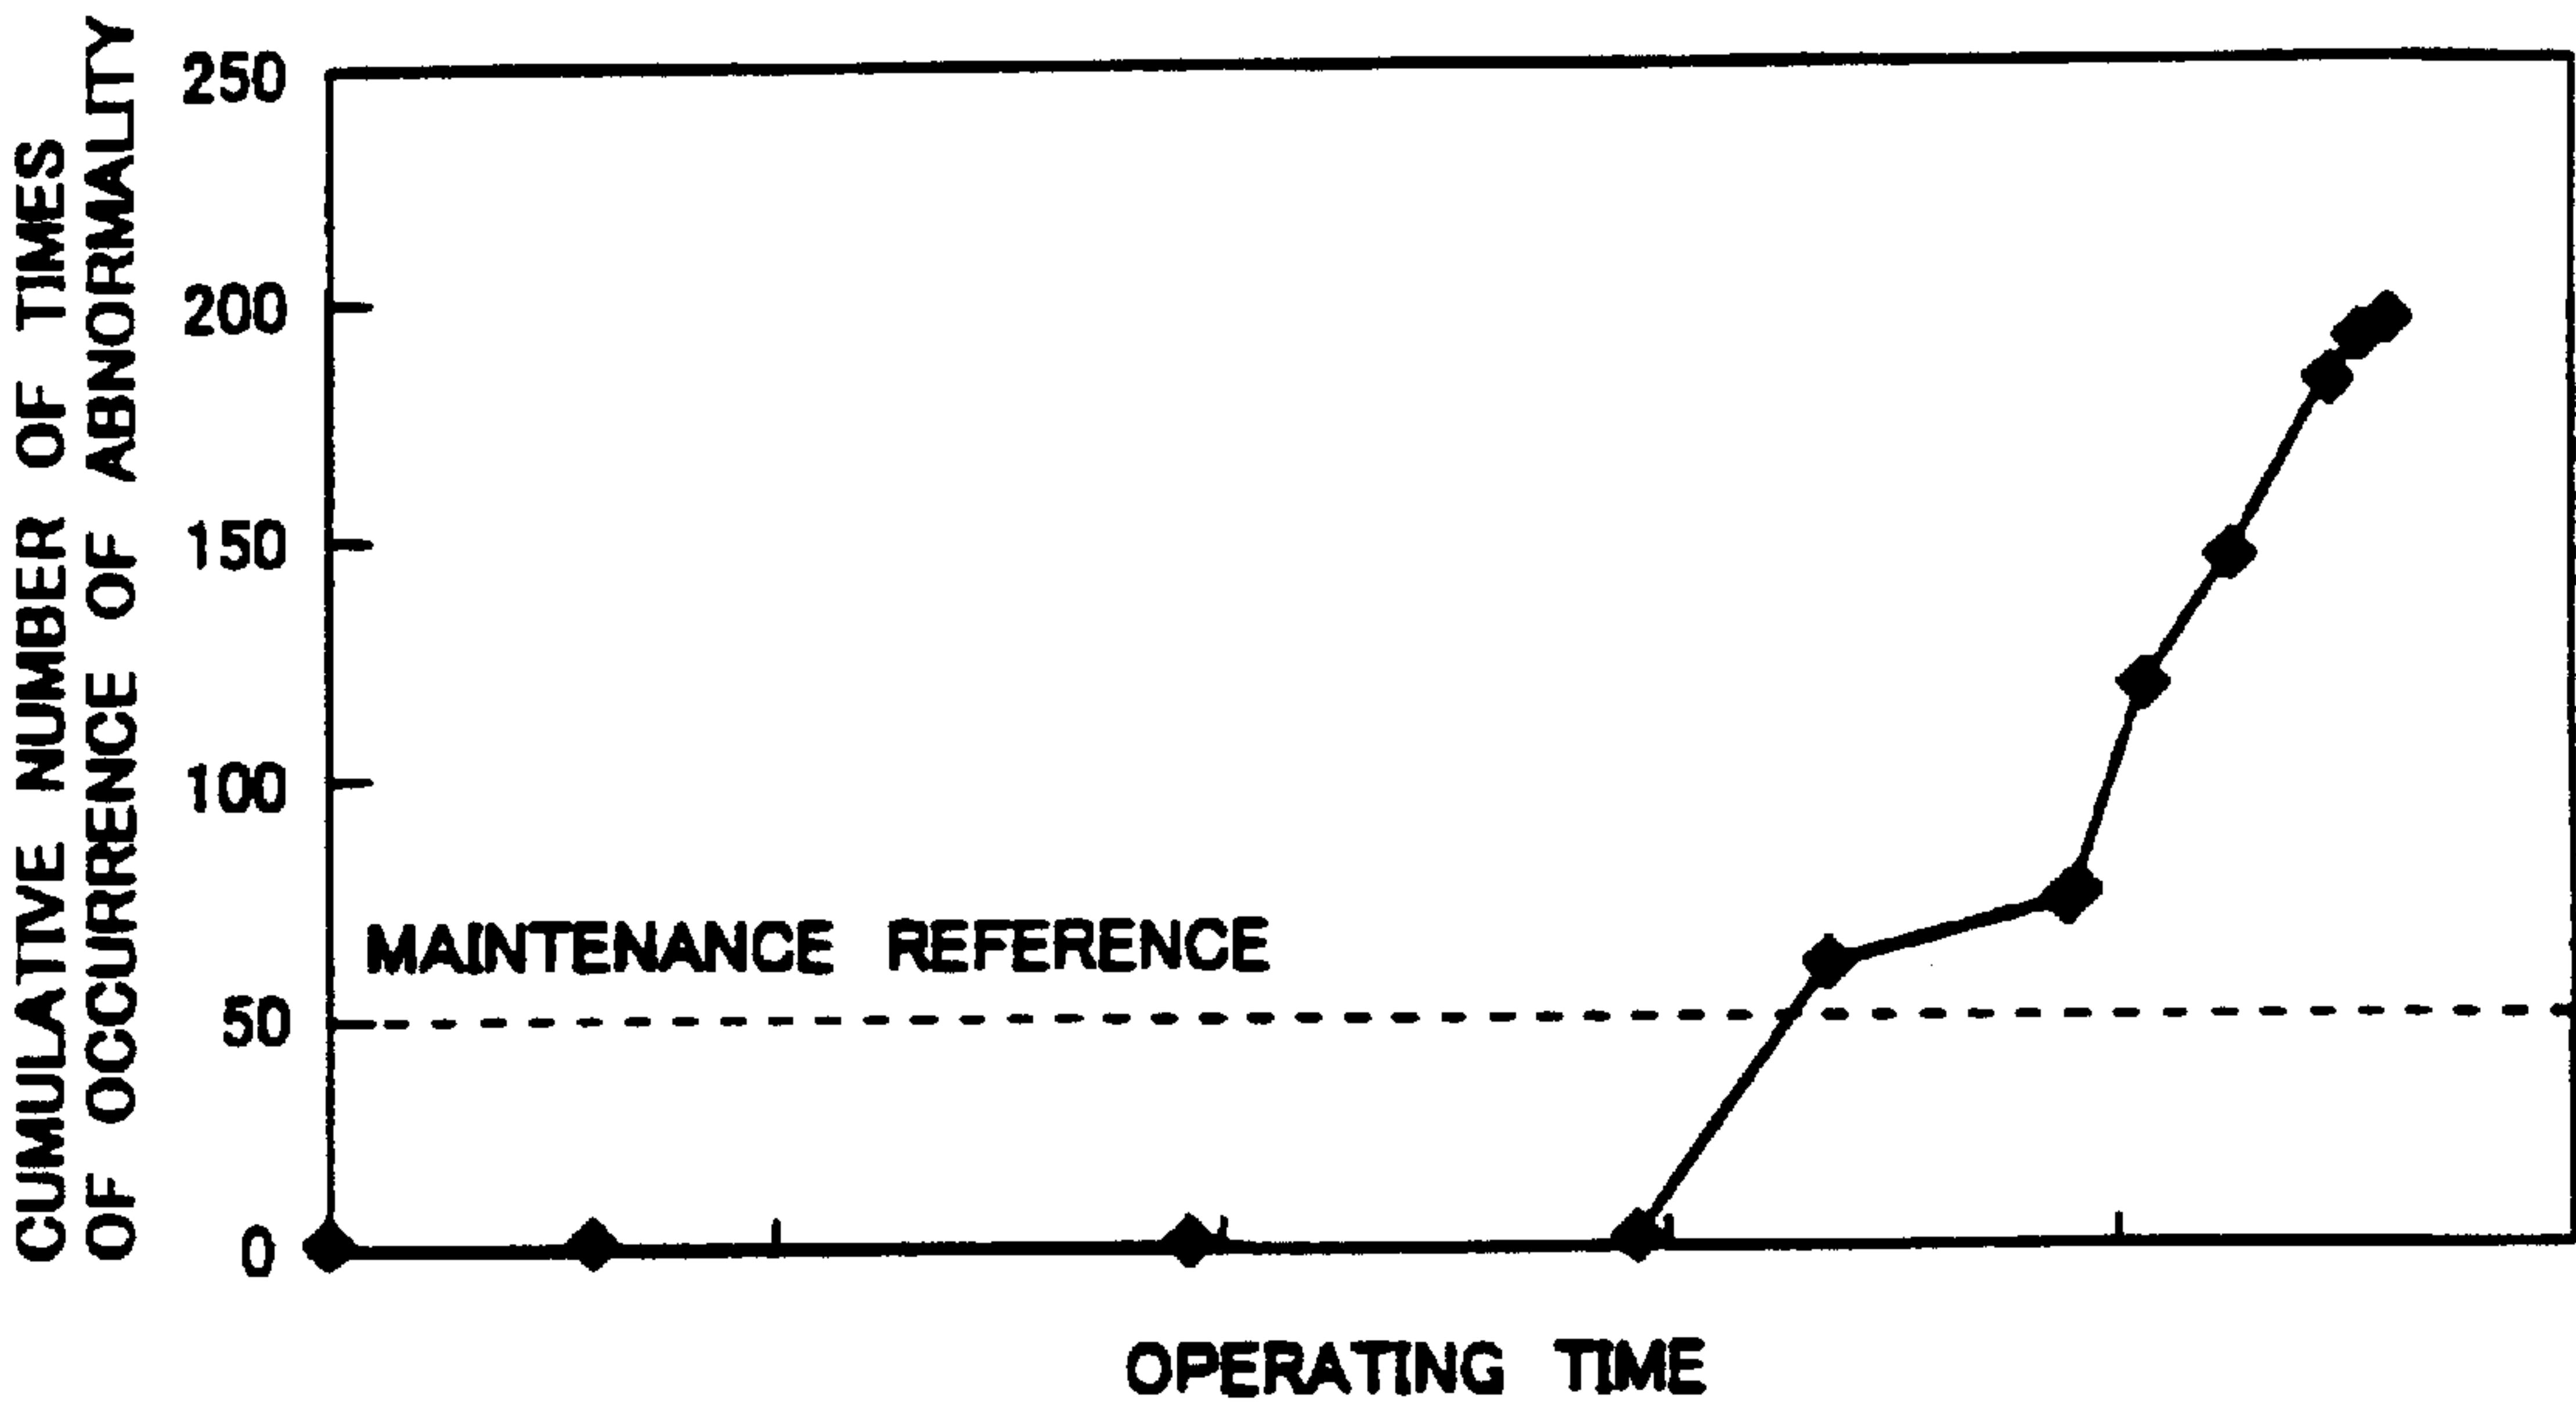 CUMULATIVE NUMBER OF TIMES
OF OCCURRENCE OF ABNORMALITY
250
200
150
100
50
0
MAINTENANCE REFERENCE
OPERATING TIME